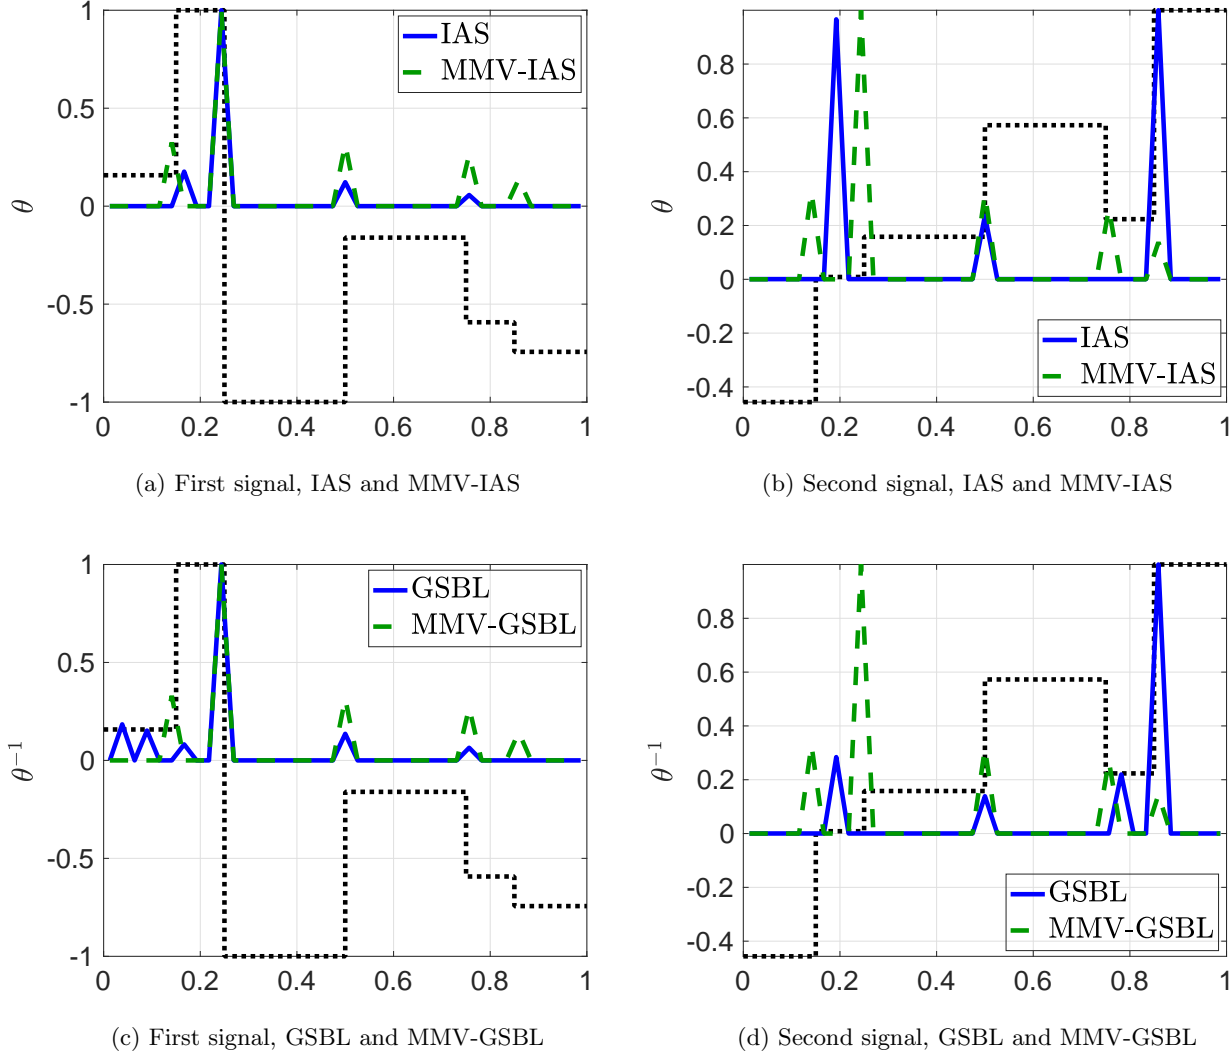 1
0.5
0
-0.5
-1
θ
0 0.2 0.4 0.6 0.8 1
IAS
MMV-IAS
(a) First signal, IAS and MMV-IAS
0.8
0.6
0.4
0.2
0
-0.2
-0.4
θ
0 0.2 0.4 0.6 0.8 1
IAS
MMV-IAS
(b) Second signal, IAS and MMV-IAS
1
0.5
0
-0.5
-1
θ⁻¹
0 0.2 0.4 0.6 0.8 1
GSBL
MMV-GSBL
(c) First signal, GSBL and MMV-GSBL
0.8
0.6
0.4
0.2
0
-0.2
-0.4
θ⁻¹
0 0.2 0.4 0.6 0.8 1
GSBL
MMV-GSBL
(d) Second signal, GSBL and MMV-GSBL